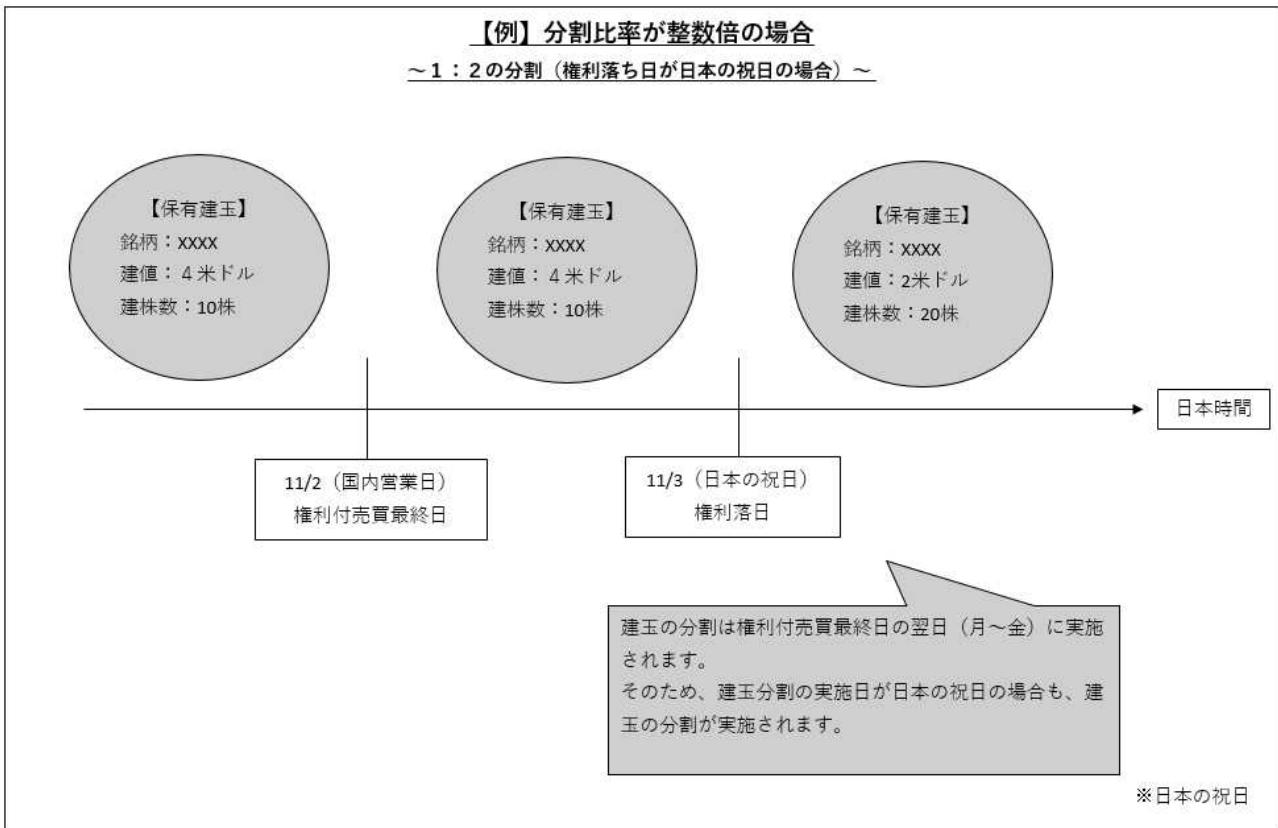 【例】分割比率が整数倍の場合
～１：２の分割（権利落ち日が日本の祝日の場合）～
【保有建玉】
銘柄：XXXX
建値：４米ドル
建株数：10株
【保有建玉】
銘柄：XXXX
建値：４米ドル
建株数：10株
【保有建玉】
銘柄：XXXX
建値：2米ドル
建株数：20株
日本時間
11/2（国内営業日）
権利付売買最終日
11/3（日本の祝日）
権利落日
建玉の分割は権利付売買最終日の翌日（月～金）に実施
されます。
そのため、建玉分割の実施日が日本の祝日の場合も、建
玉の分割が実施されます。
※日本の祝日